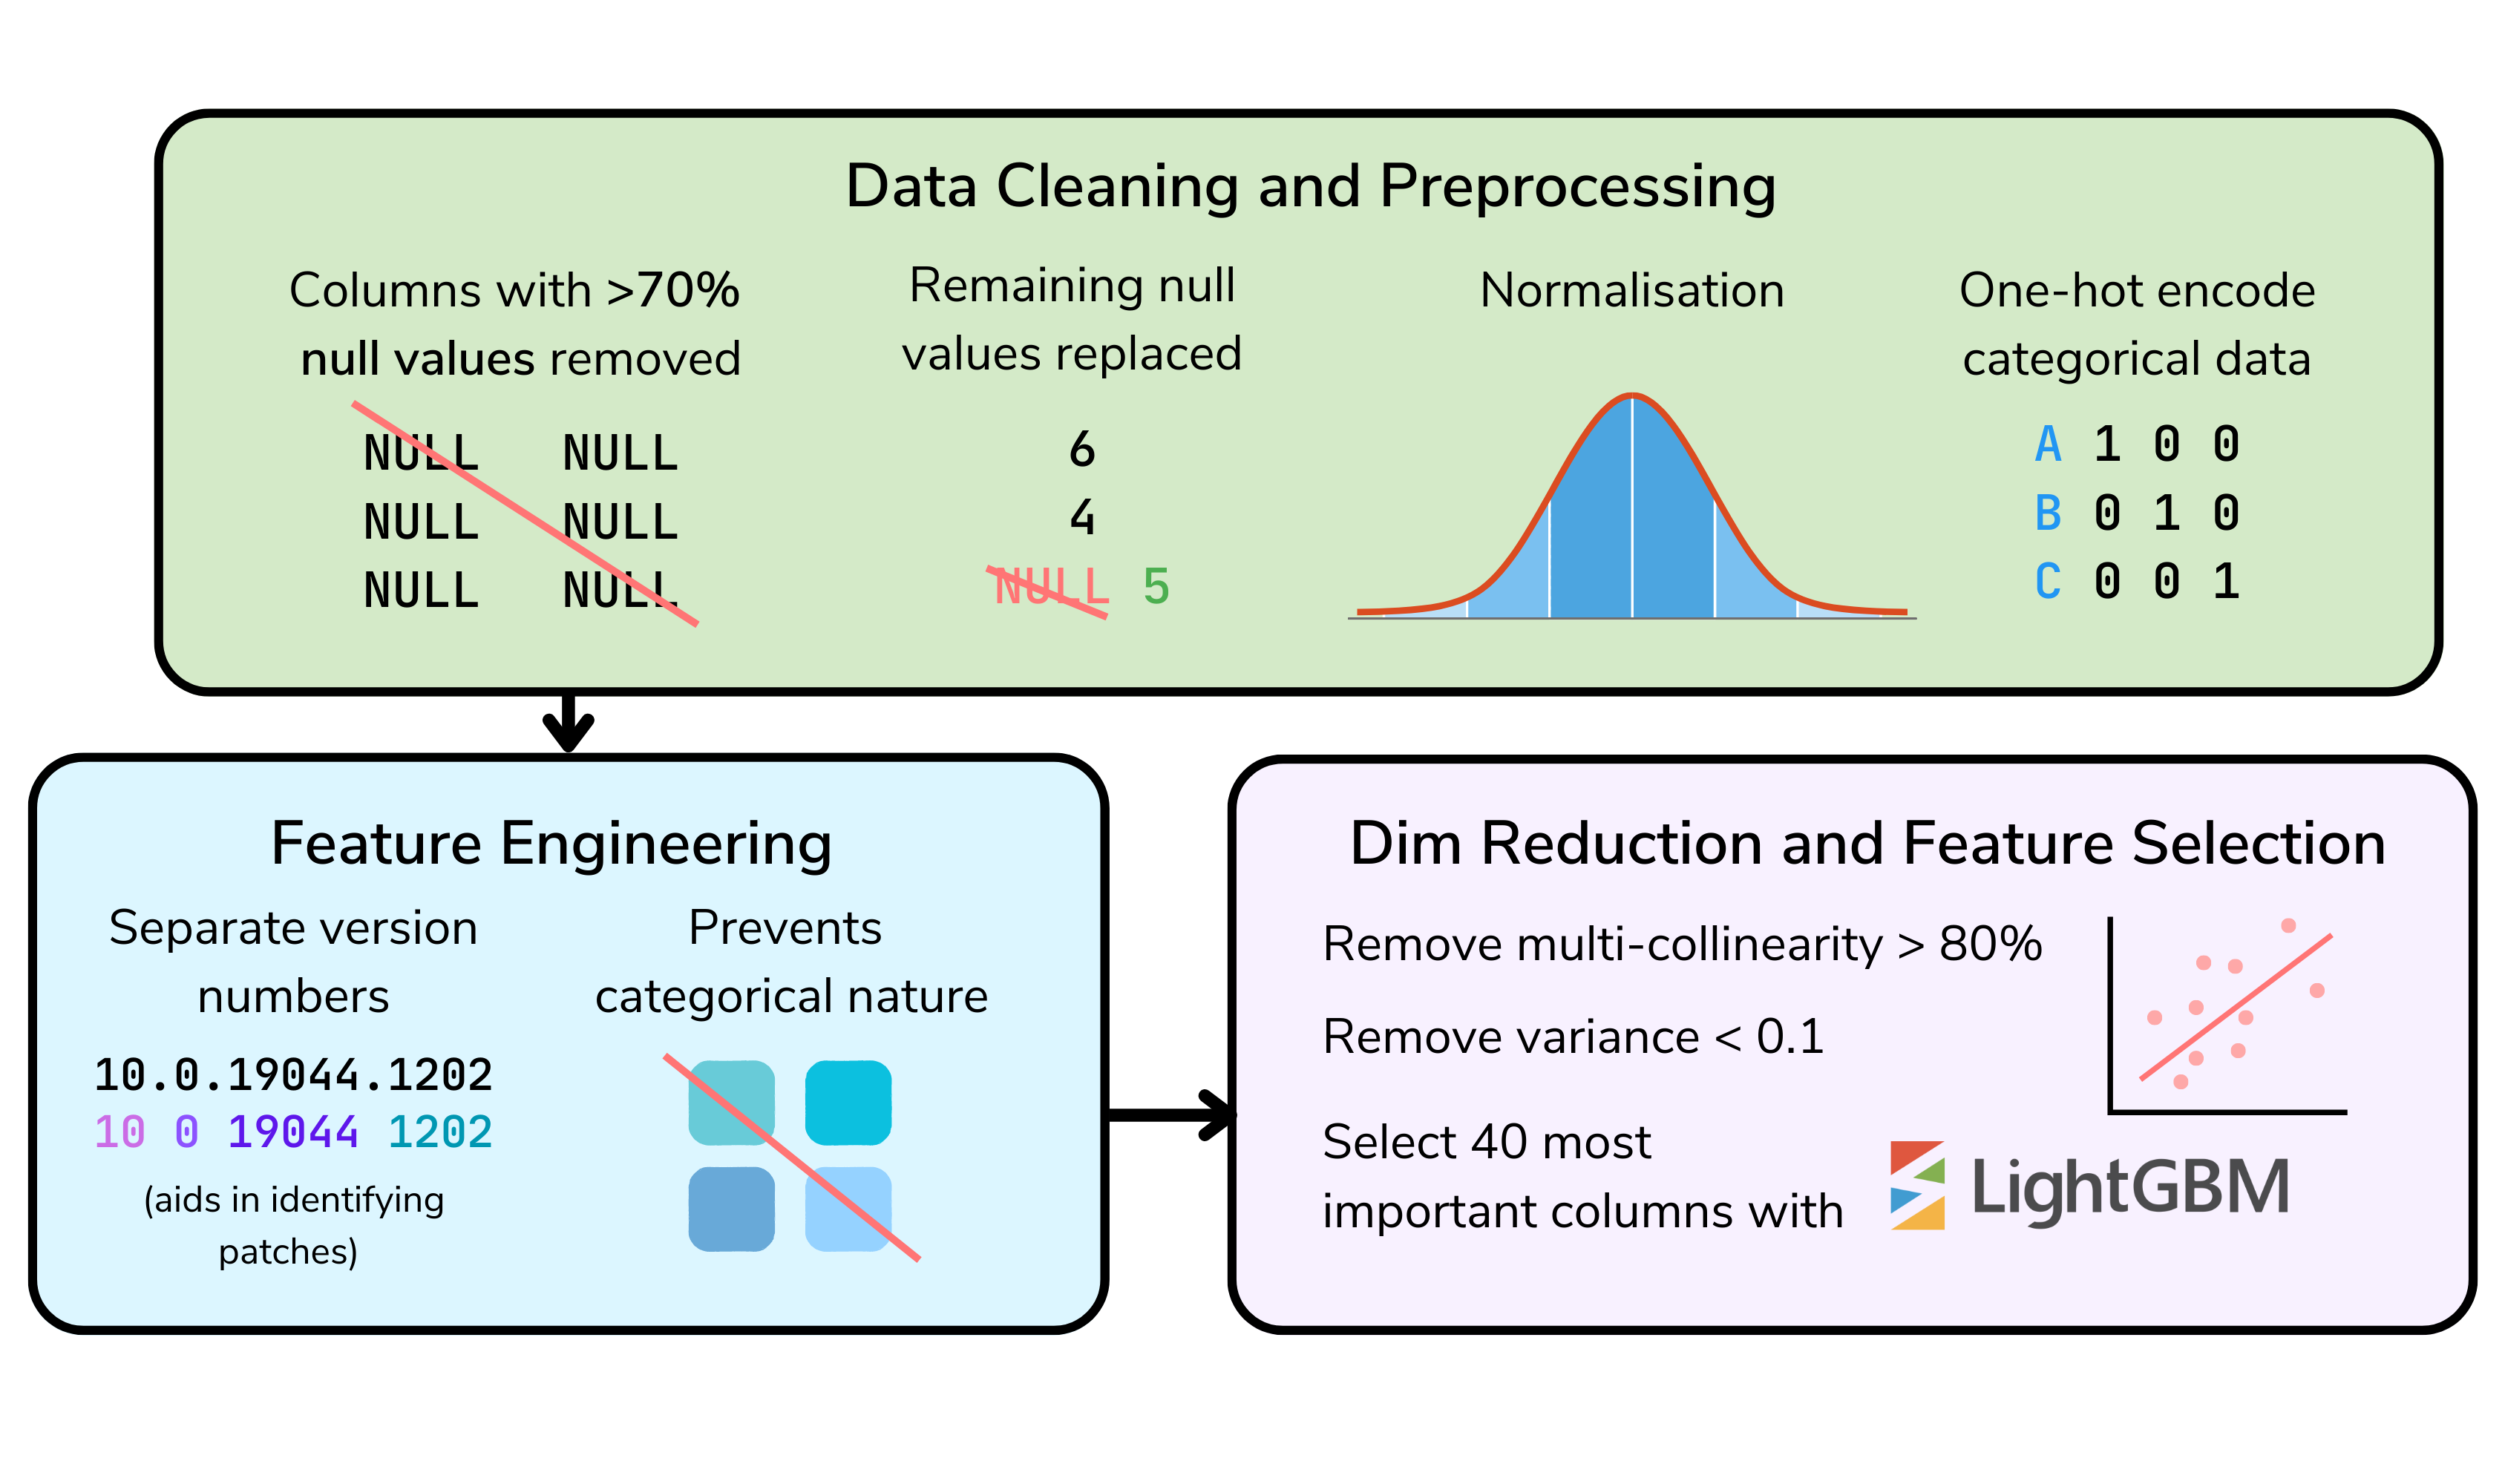 Data Cleaning and Preprocessing
Columns with >70%
null values removed
NULL NULL
NULL NULL
NULL NULL
Remaining null
values replaced
6
4
NULL 5
Normalisation
One-hot encode
categorical data
A 1 0 0
B 0 1 0
C 0 0 1
Feature Engineering
Separate version
numbers
10.0.19044.1202
10 0 19044 1202
(aids in identifying
patches)
Prevents
categorical nature
Dim Reduction and Feature Selection
Remove multi-collinearity > 80%
Remove variance < 0.1
Select 40 most
important columns with
LightGBM